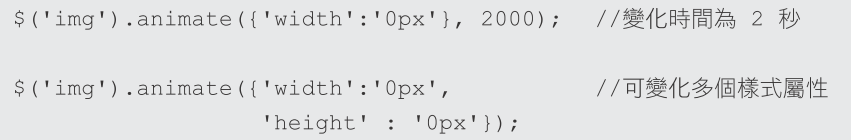 $('img').animate({'width':'0px'}, 2000);  //變化時間為 2 秒
$('img').animate({'width':'0px',          //可變化多個樣式屬性
                  'height' : '0px'});